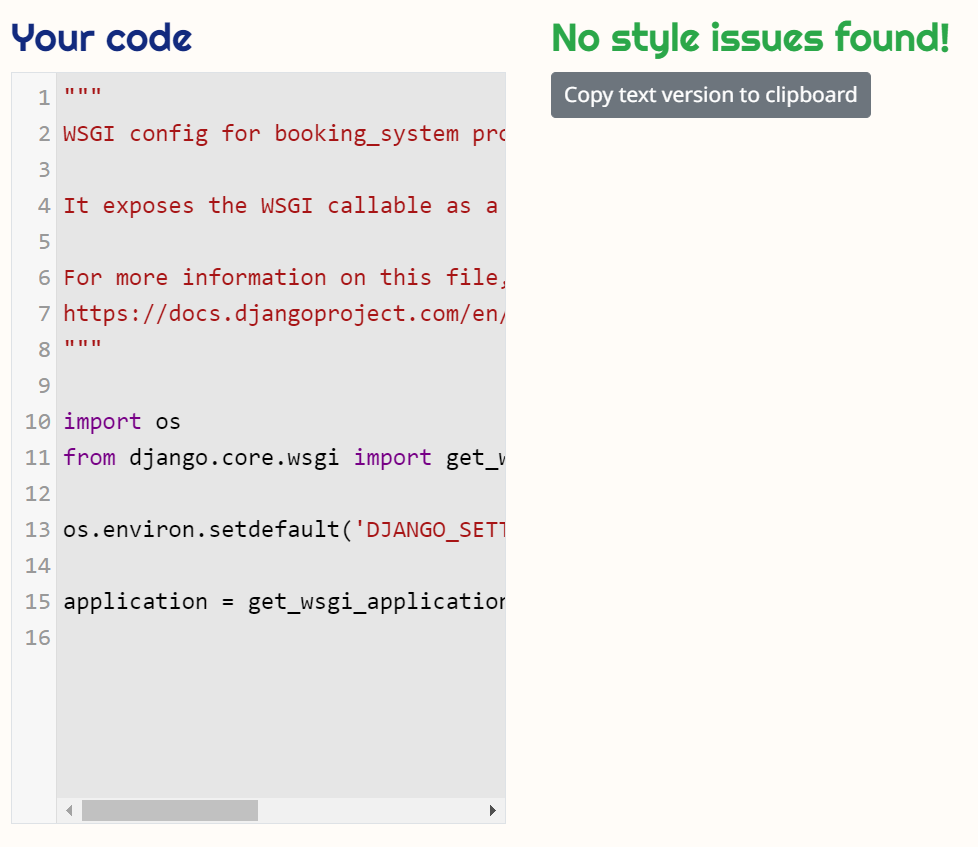 Your code
1 """
2 WSGI config for booking_system pro
3
4 It exposes the WSGI callable as a
5
6 For more information on this file,
7 https://docs.djangoproject.com/en/
8 """
9
10 import os
11 from django.core.wsgi import get_w
12
13 os.environ.setdefault('DJANGO_SETT
14
15 application = get_wsgi_application
16
No style issues found!
Copy text version to clipboard